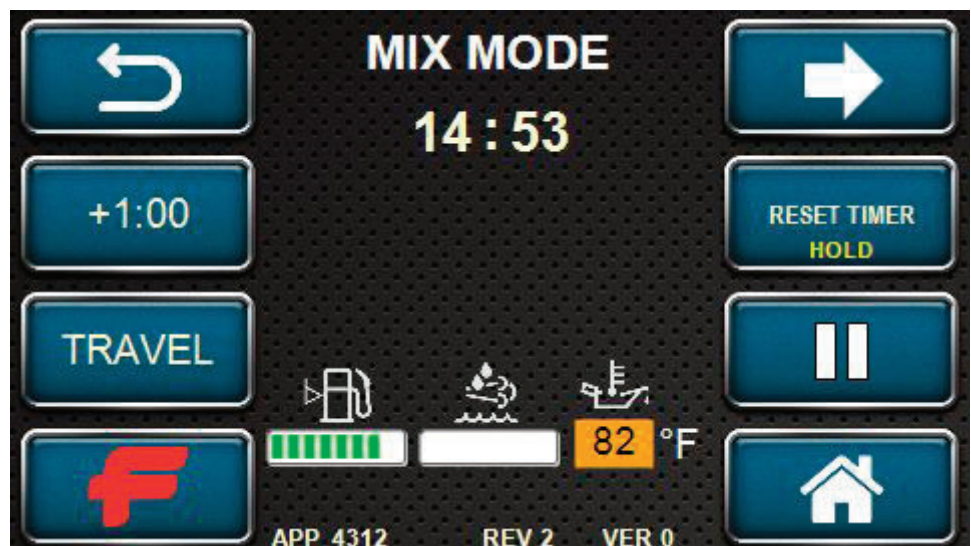 MIX MODE
14:53
+1:00
RESET TIMER
HOLD
TRAVEL
82 °F
APP 4312 REV 2 VER 0